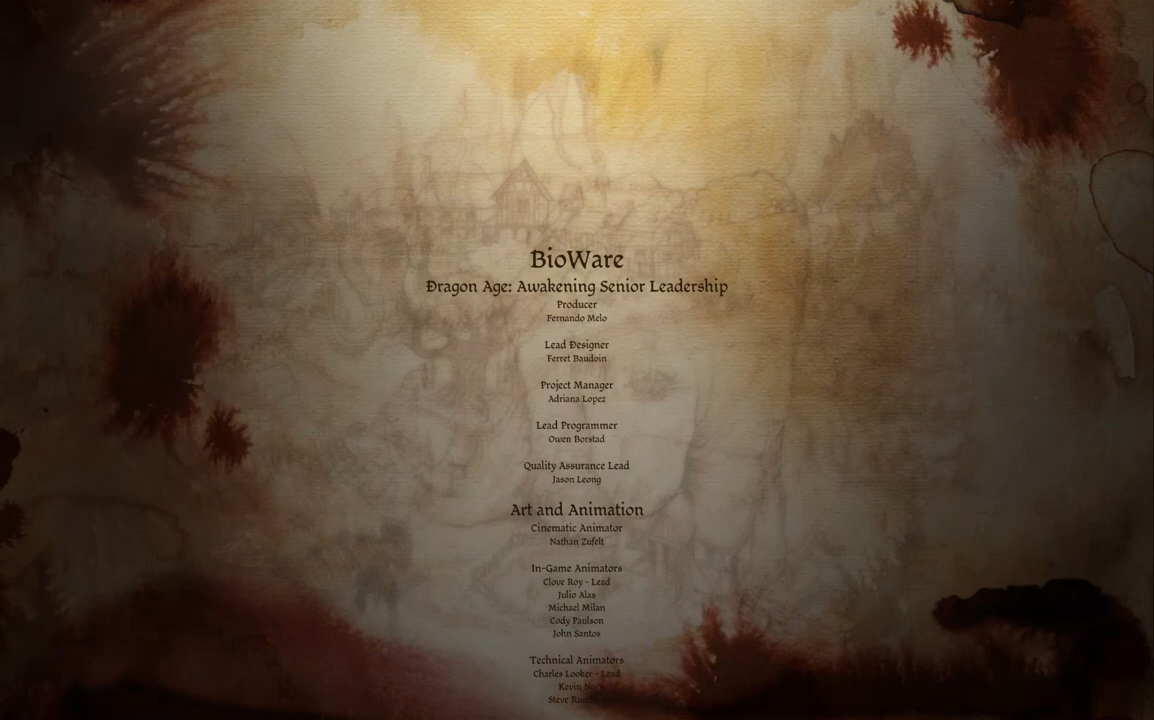 BioWare
Dragon Age: Awakening Senior Leadership
Producer
Fernando Melo
Lead Designer
Ferret Baudoin
Project Manager
Adriana Lopez
Lead Programmer
Owen Borstad
Quality Assurance Lead
Jason Leong
Art and Animation
Cinematic Animator
Nathan Zufelt
In-Game Animators
Clove Roy - Lead
Julio Alas
Michael Milan
Cody Paulson
John Santos
Technical Animators
Charles Looker - Lead
Kevin
Steve